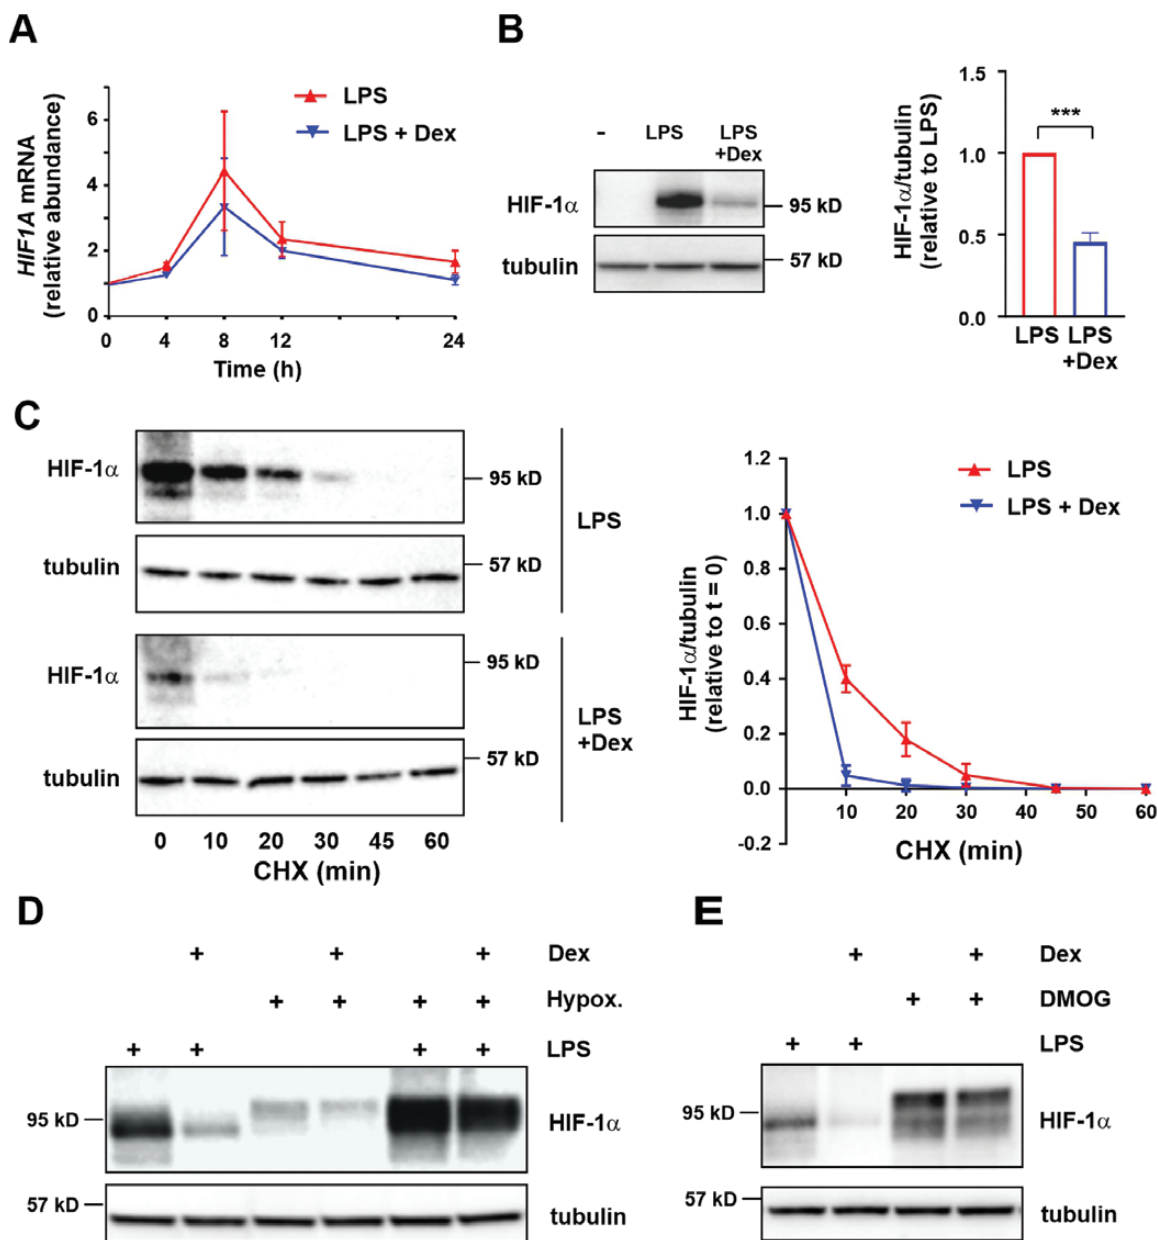 A
HIF1A mRNA
(relative abundance)
6
4
2
0
LPS
LPS + Dex
0 4 8 12 24
Time (h)
B
- LPS LPS
+Dex
HIF-1α
95 kD
tubulin
57 kD
HIF-1α/tubulin
(relative to LPS)
1.5
1.0
0.5
0.0
***
LPS LPS
+Dex
C
HIF-1α
95 kD
tubulin
57 kD
LPS
HIF-1α
95 kD
tubulin
57 kD
LPS
+Dex
0 10 20 30 45 60
CHX (min)
HIF-1α/tubulin
(relative to t = 0)
1.2
1.0
0.8
0.6
0.4
0.2
0.0
-0.2
LPS
LPS + Dex
10 20 30 40 50 60
CHX (min)
D
+ + + Dex
+ + + + Hypox.
+ + + + LPS
95 kD
HIF-1α
57 kD
tubulin
E
+ + Dex
+ + DMOG
+ + LPS
95 kD
HIF-1α
57 kD
tubulin